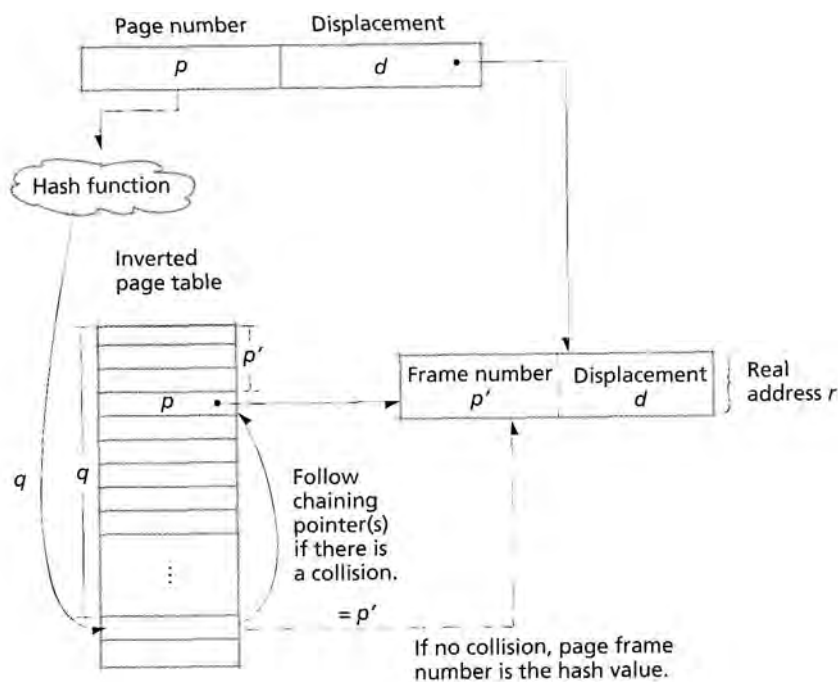 Page number Displacement
p d
Hash function
Inverted
page table
p′
Frame number Displacement
p′ d
Real
address r
p
q
q
Follow
chaining
pointer(s)
if there is
a collision.
⋮
= p′
If no collision, page frame
number is the hash value.